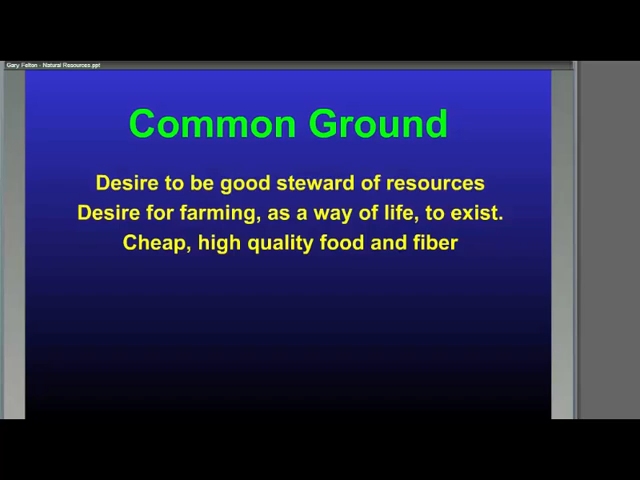 Gary Felton - Natural Resources.ppt
Common Ground
Desire to be good steward of resources
Desire for farming, as a way of life, to exist.
Cheap, high quality food and fiber